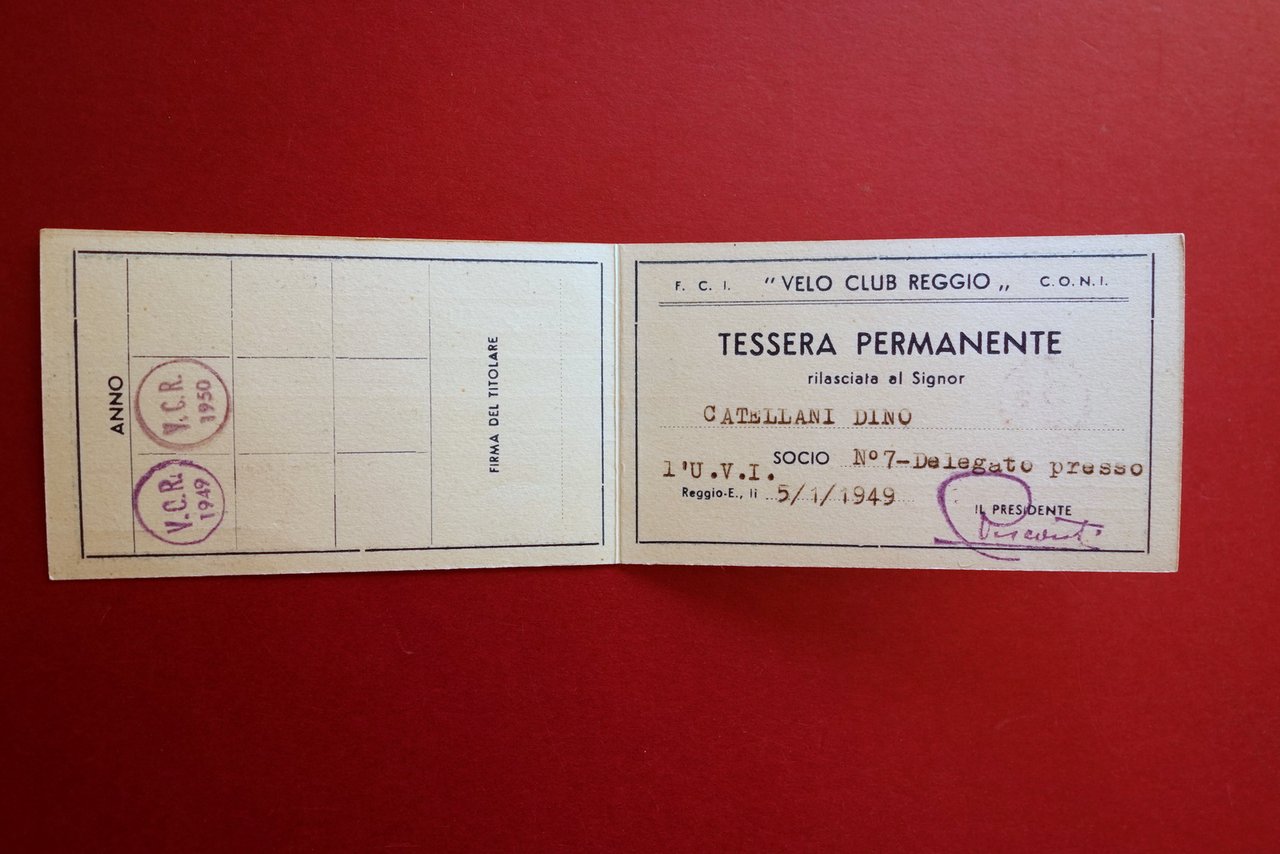 ANNO
V.C.R.
1950
V.C.R.
1949
FIRMA DEL TITOLARE
F. C. I. "VELO CLUB REGGIO„ C.O.N.I.
TESSERA PERMANENTE
rilasciata al Signor
CATELLANI DINO
SOCIO N°7-Delegato presso
l'U.V.I.
Reggio-E., lì 5/1/1949
IL PRESIDENTE